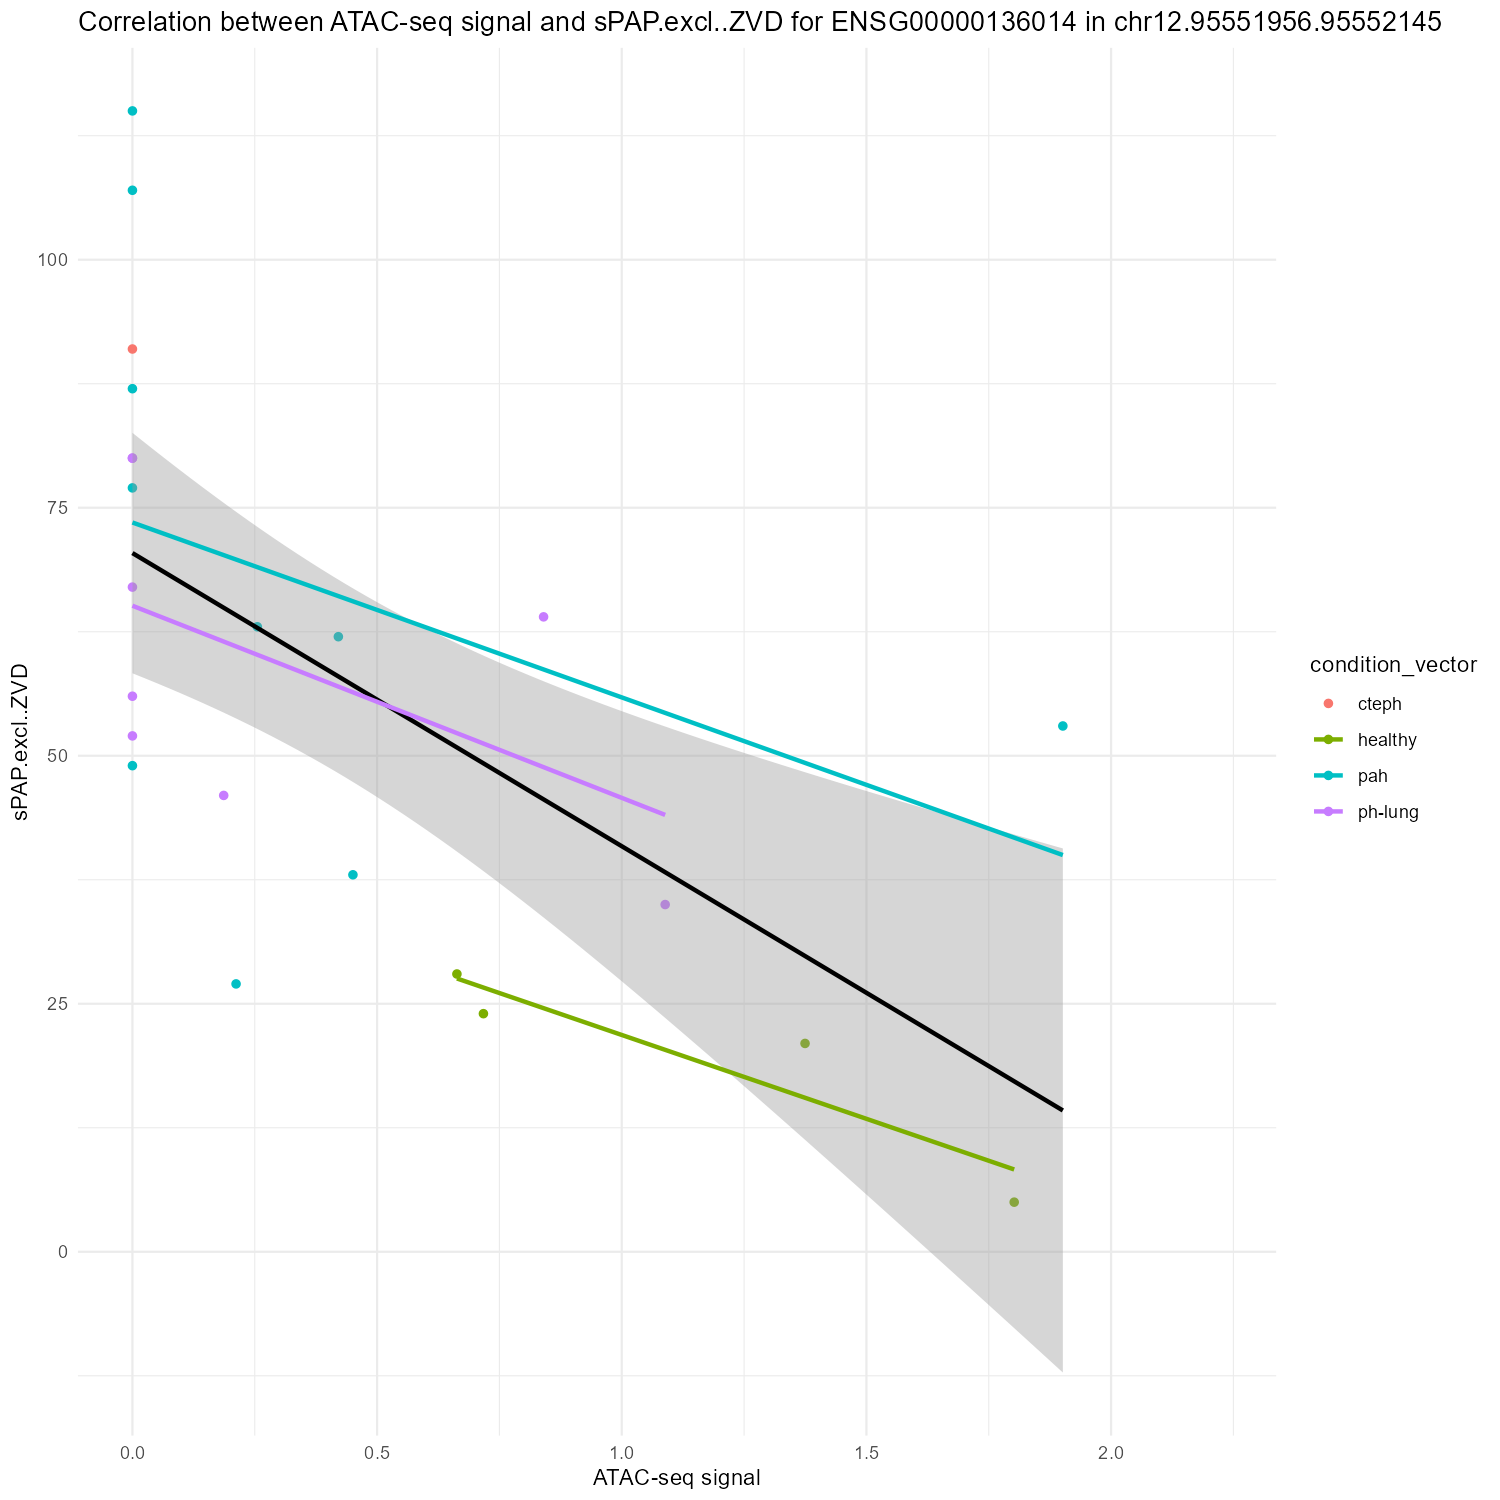 Correlation between ATAC-seq signal and sPAP.excl..ZVD for ENSG00000136014 in chr12.95551956.95552145
100
75
50
25
0
sPAP.excl..ZVD
0.0
0.5
1.0
1.5
2.0
ATAC-seq signal
condition_vector
cteph
healthy
pah
ph-lung